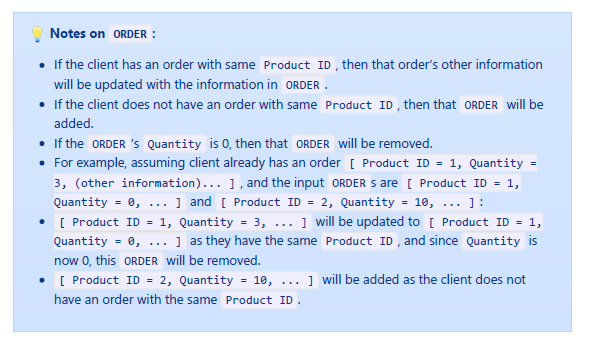 💡 Notes on ORDER :
• If the client has an order with same Product ID , then that order's other information
will be updated with the information in ORDER .
• If the client does not have an order with same Product ID , then that ORDER will be
added.
• If the ORDER 's Quantity is 0, then that ORDER will be removed.
• For example, assuming client already has an order [ Product ID = 1, Quantity =
3, (other information)... ] , and the input ORDER s are [ Product ID = 1,
Quantity = 0, ... ] and [ Product ID = 2, Quantity = 10, ... ] :
• [ Product ID = 1, Quantity = 3, ... ] will be updated to [ Product ID = 1,
Quantity = 0, ... ] as they have the same Product ID , and since Quantity is
now 0, this ORDER will be removed.
• [ Product ID = 2, Quantity = 10, ... ] will be added as the client does not
have an order with the same Product ID .